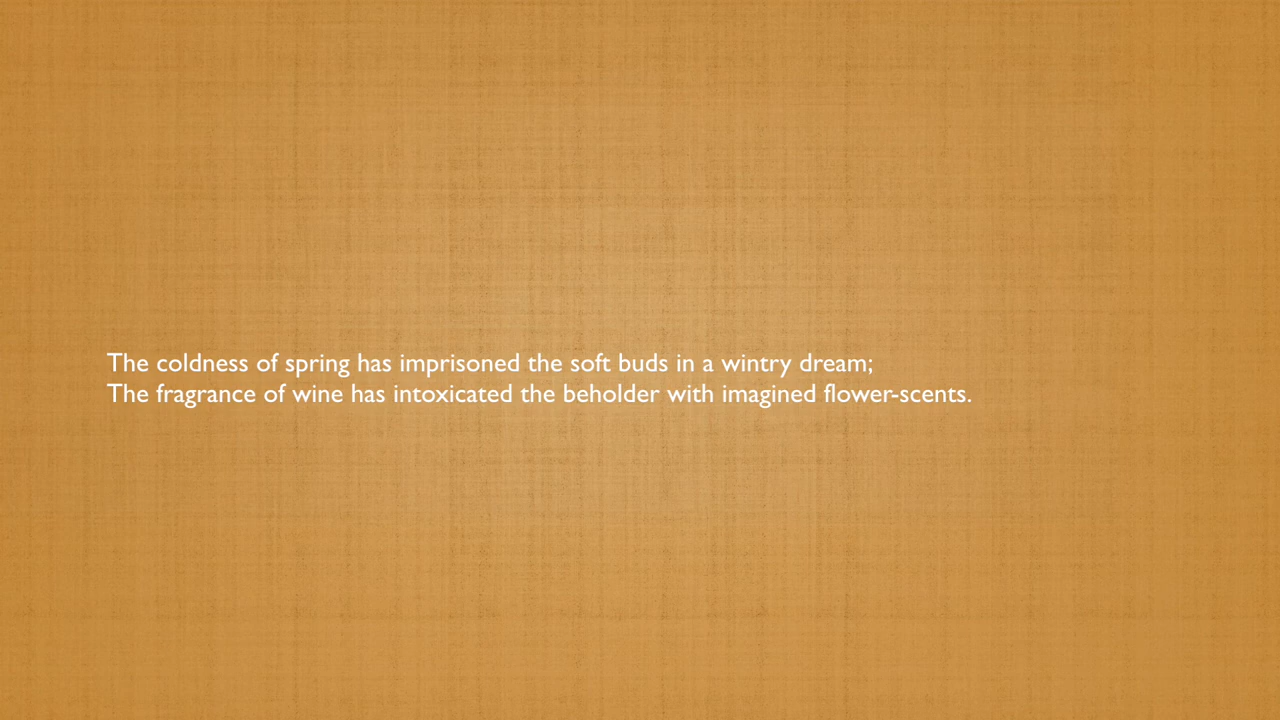 The coldness of spring has imprisoned the soft buds in a wintry dream;
The fragrance of wine has intoxicated the beholder with imagined flower-scents.